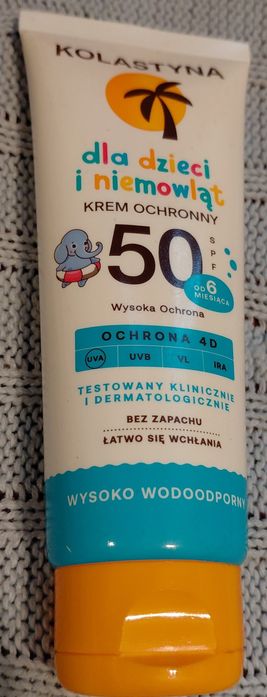 KOLASTYNA
dla dzieci
i niemowląt
KREM OCHRONNY
50 SPF
OD 6
MIESIĄCA
Wysoka Ochrona
OCHRONA 4D
UVA UVB VL IRA
TESTOWANY KLINICZNIE
I DERMATOLOGICZNIE
BEZ ZAPACHU
ŁATWO SIĘ WCHŁANIA
WYSOKO WODOODPORNY